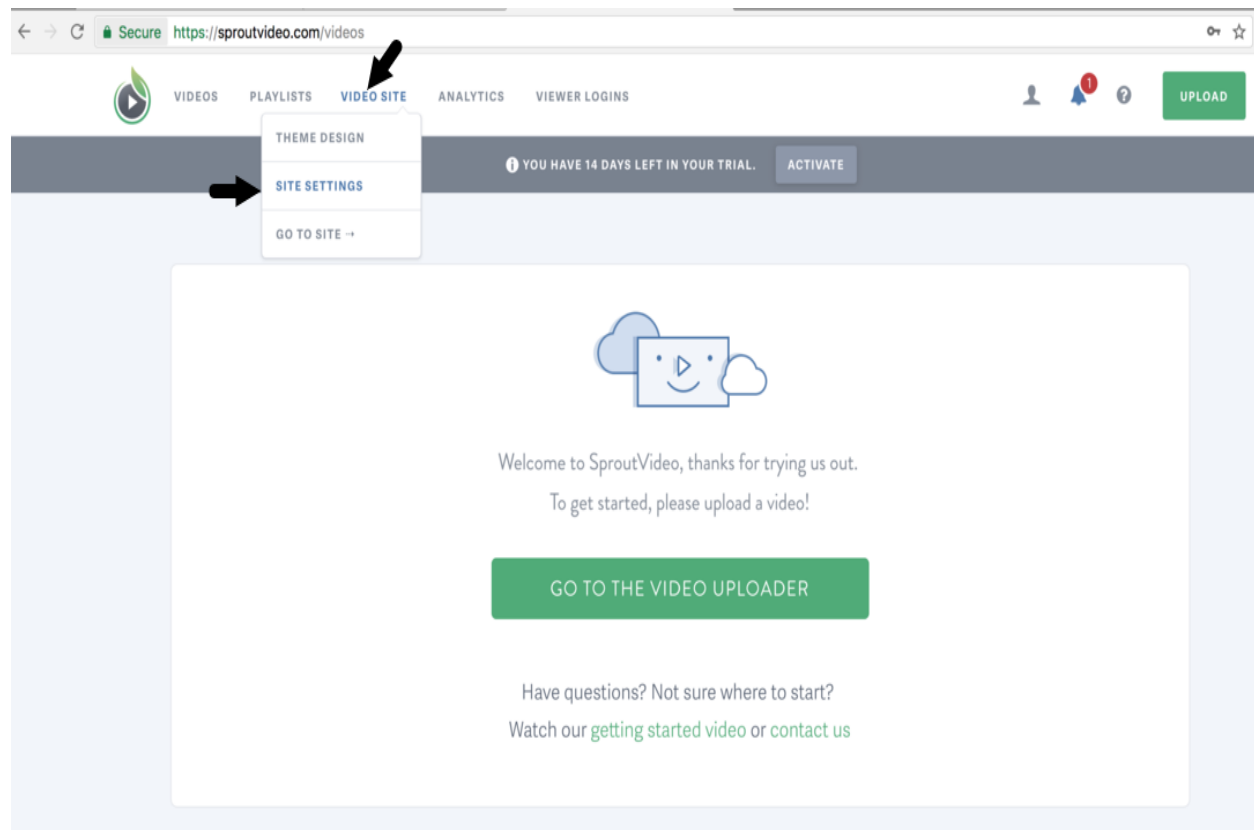 Secure https://sproutvideo.com/videos
VIDEOS PLAYLISTS VIDEO SITE ANALYTICS VIEWER LOGINS 1 UPLOAD
THEME DESIGN
YOU HAVE 14 DAYS LEFT IN YOUR TRIAL. ACTIVATE
SITE SETTINGS
GO TO SITE →
Welcome to SproutVideo, thanks for trying us out.
To get started, please upload a video!
GO TO THE VIDEO UPLOADER
Have questions? Not sure where to start?
Watch our getting started video or contact us